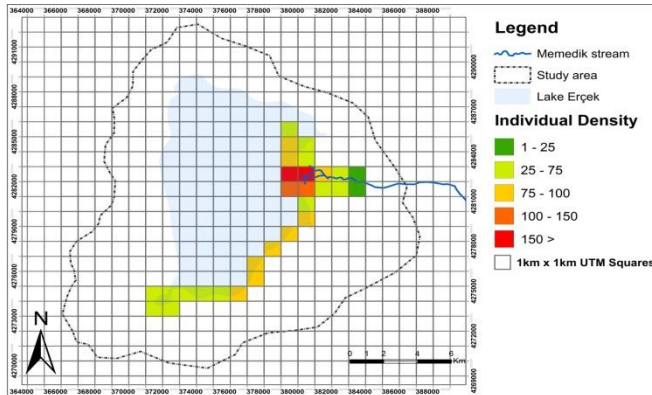 364000 366000 368000 370000 372000 374000 376000 378000 380000 382000 384000 386000 388000
4291000
4288000
4285000
4282000
4279000
4276000
4273000
4270000
4290000
4287000
4284000
4281000
4278000
4275000
4272000
4269000
N
0 2 4 6
Km
364000 366000 368000 370000 372000 374000 376000 378000 380000 382000 384000 386000 388000
Legend
Memedik stream
Study area
Lake Erçek
Individual Density
1 - 25
25 - 75
75 - 100
100 - 150
150 >
1km x 1km UTM Squares